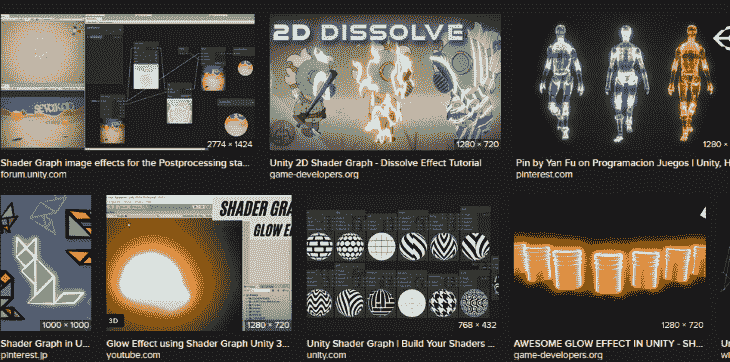 2D DISSOLVE
2774 × 1424
1280 × 720
1280 ×
Shader Graph image effects for the Postprocessing sta...
Unity 2D Shader Graph - Dissolve Effect Tutorial
Pin by Yan Fu on Programacion Juegos | Unity, H
forum.unity.com
game-developers.org
pinterest.com
SHADER GRA
GLOW E
3D
1000 × 1000
1280 × 720
768 × 432
1280 × 720
Shader Graph in U...
Glow Effect using Shader Graph Unity 3...
Unity Shader Graph | Build Your Shaders ...
AWESOME GLOW EFFECT IN UNITY - SH...
pinterest.jp
youtube.com
unity.com
game-developers.org